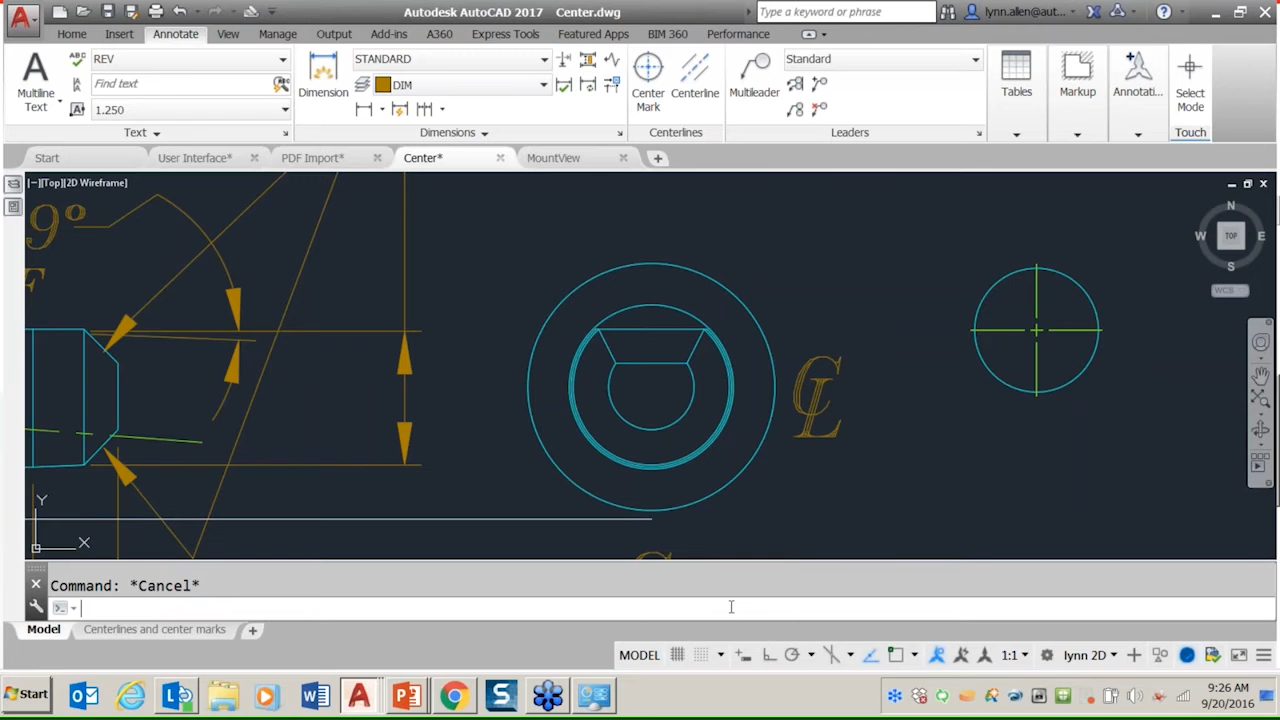 Autodesk AutoCAD 2017 Center.dwg
Type a keyword or phrase
lynn.allen@aut...
Home Insert Annotate View Manage Output Add-ins A360 Express Tools Featured Apps BIM 360 Performance
Multiline Text
ABC
REV
Find text
1.250
Text
Dimension
STANDARD
DIM
Dimensions
Center Mark
Centerline
Centerlines
Multileader
Standard
Leaders
Tables
Markup
Annotati...
Select Mode
Touch
Start User Interface* PDF Import* Center* MountView
[−][Top][2D Wireframe]
9°
F
CL
N
W TOP E
S
WCS
Y
X
Command: *Cancel*
Model Centerlines and center marks
MODEL 1:1 lynn 2D
Start
9:26 AM
9/20/2016